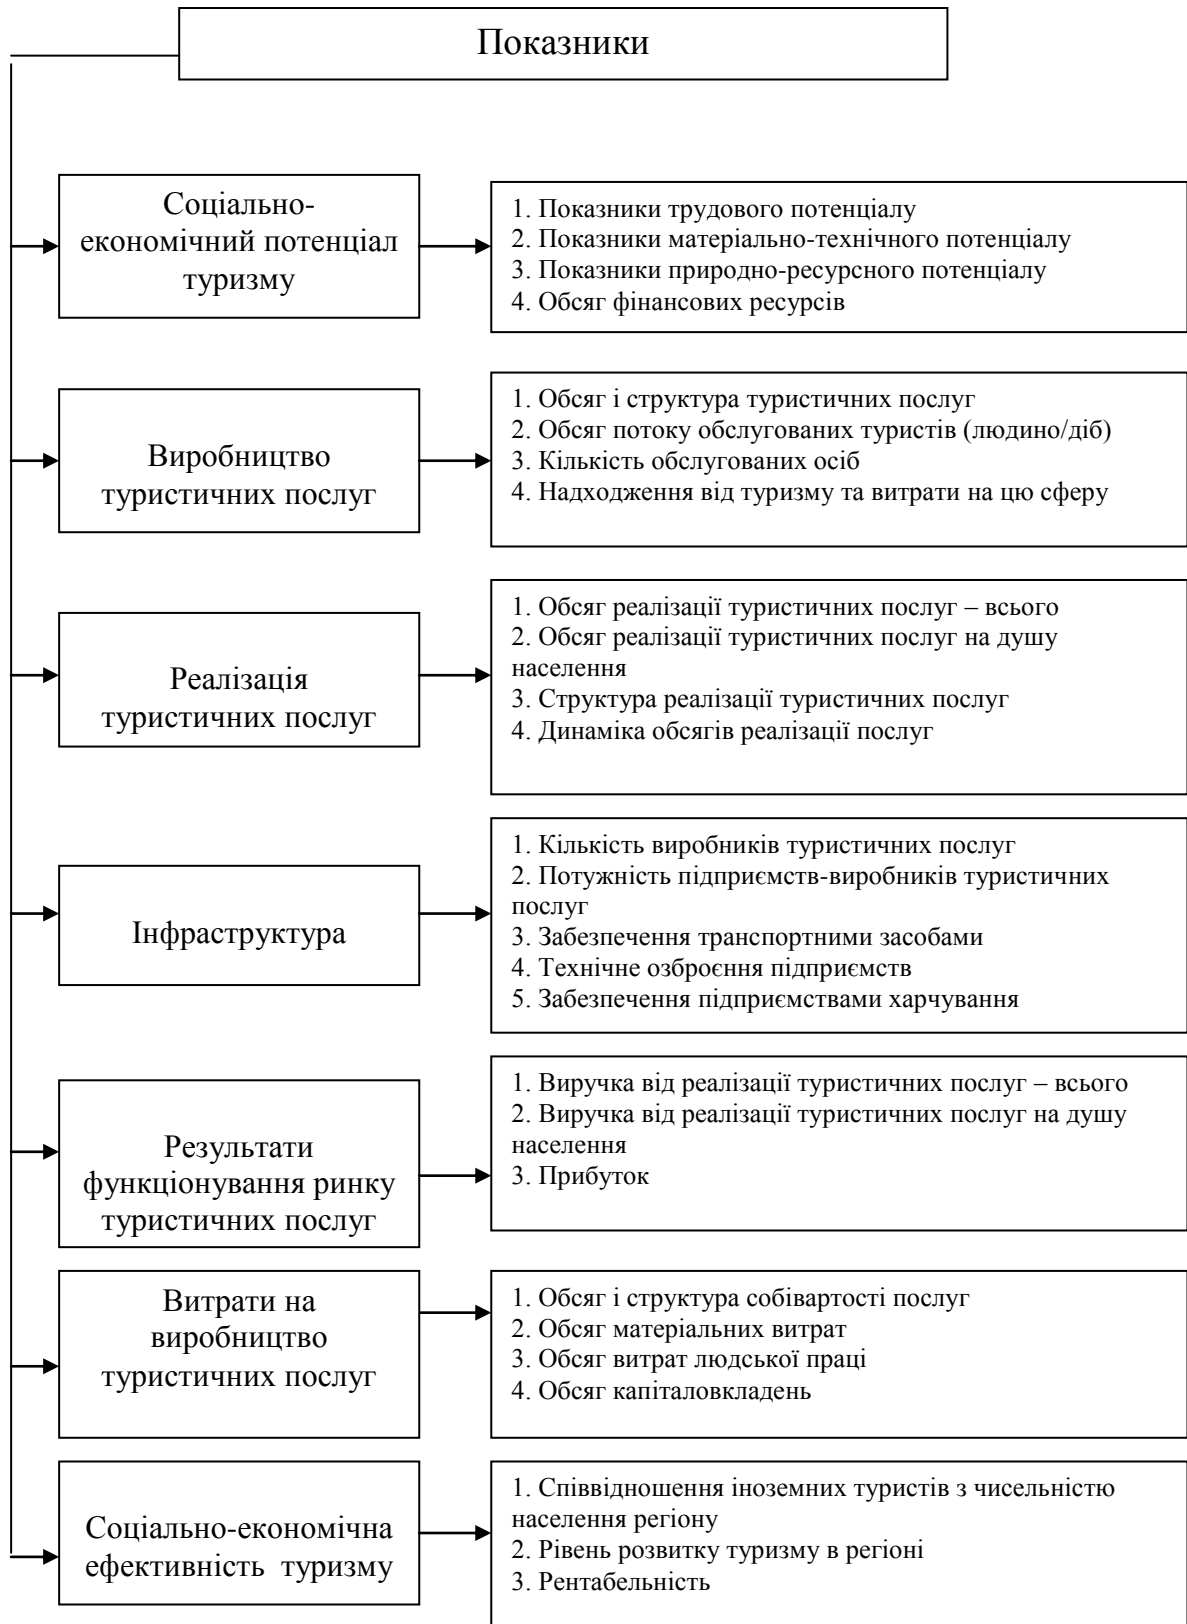 Показники
Соціально-
економічний потенціал
туризму
1. Показники трудового потенціалу
2. Показники матеріально-технічного потенціалу
3. Показники природно-ресурсного потенціалу
4. Обсяг фінансових ресурсів
Виробництво
туристичних послуг
1. Обсяг і структура туристичних послуг
2. Обсяг потоку обслугованих туристів (людино/діб)
3. Кількість обслугованих осіб
4. Надходження від туризму та витрати на цю сферу
Реалізація
туристичних послуг
1. Обсяг реалізації туристичних послуг – всього
2. Обсяг реалізації туристичних послуг на душу
населення
3. Структура реалізації туристичних послуг
4. Динаміка обсягів реалізації послуг
Інфраструктура
1. Кількість виробників туристичних послуг
2. Потужність підприємств-виробників туристичних
послуг
3. Забезпечення транспортними засобами
4. Технічне озброєння підприємств
5. Забезпечення підприємствами харчування
Результати
функціонування ринку
туристичних послуг
1. Виручка від реалізації туристичних послуг – всього
2. Виручка від реалізації туристичних послуг на душу
населення
3. Прибуток
Витрати на
виробництво
туристичних послуг
1. Обсяг і структура собівартості послуг
2. Обсяг матеріальних витрат
3. Обсяг витрат людської праці
4. Обсяг капіталовкладень
Соціально-економічна
ефективність туризму
1. Співвідношення іноземних туристів з чисельністю
населення регіону
2. Рівень розвитку туризму в регіоні
3. Рентабельність